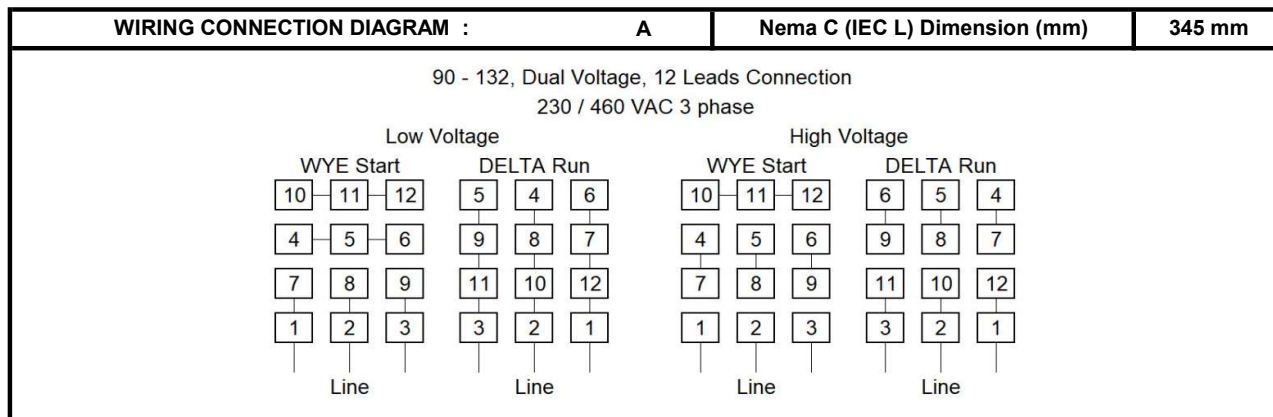 WIRING CONNECTION DIAGRAM : A Nema C (IEC L) Dimension (mm) 345 mm
90 - 132, Dual Voltage, 12 Leads Connection
230 / 460 VAC 3 phase
Low Voltage High Voltage
WYE Start DELTA Run WYE Start DELTA Run
10 11 12 5 4 6 10 11 12 6 5 4
4 5 6 9 8 7 4 5 6 9 8 7
7 8 9 11 10 12 7 8 9 11 10 12
1 2 3 3 2 1 1 2 3 3 2 1
Line Line Line Line